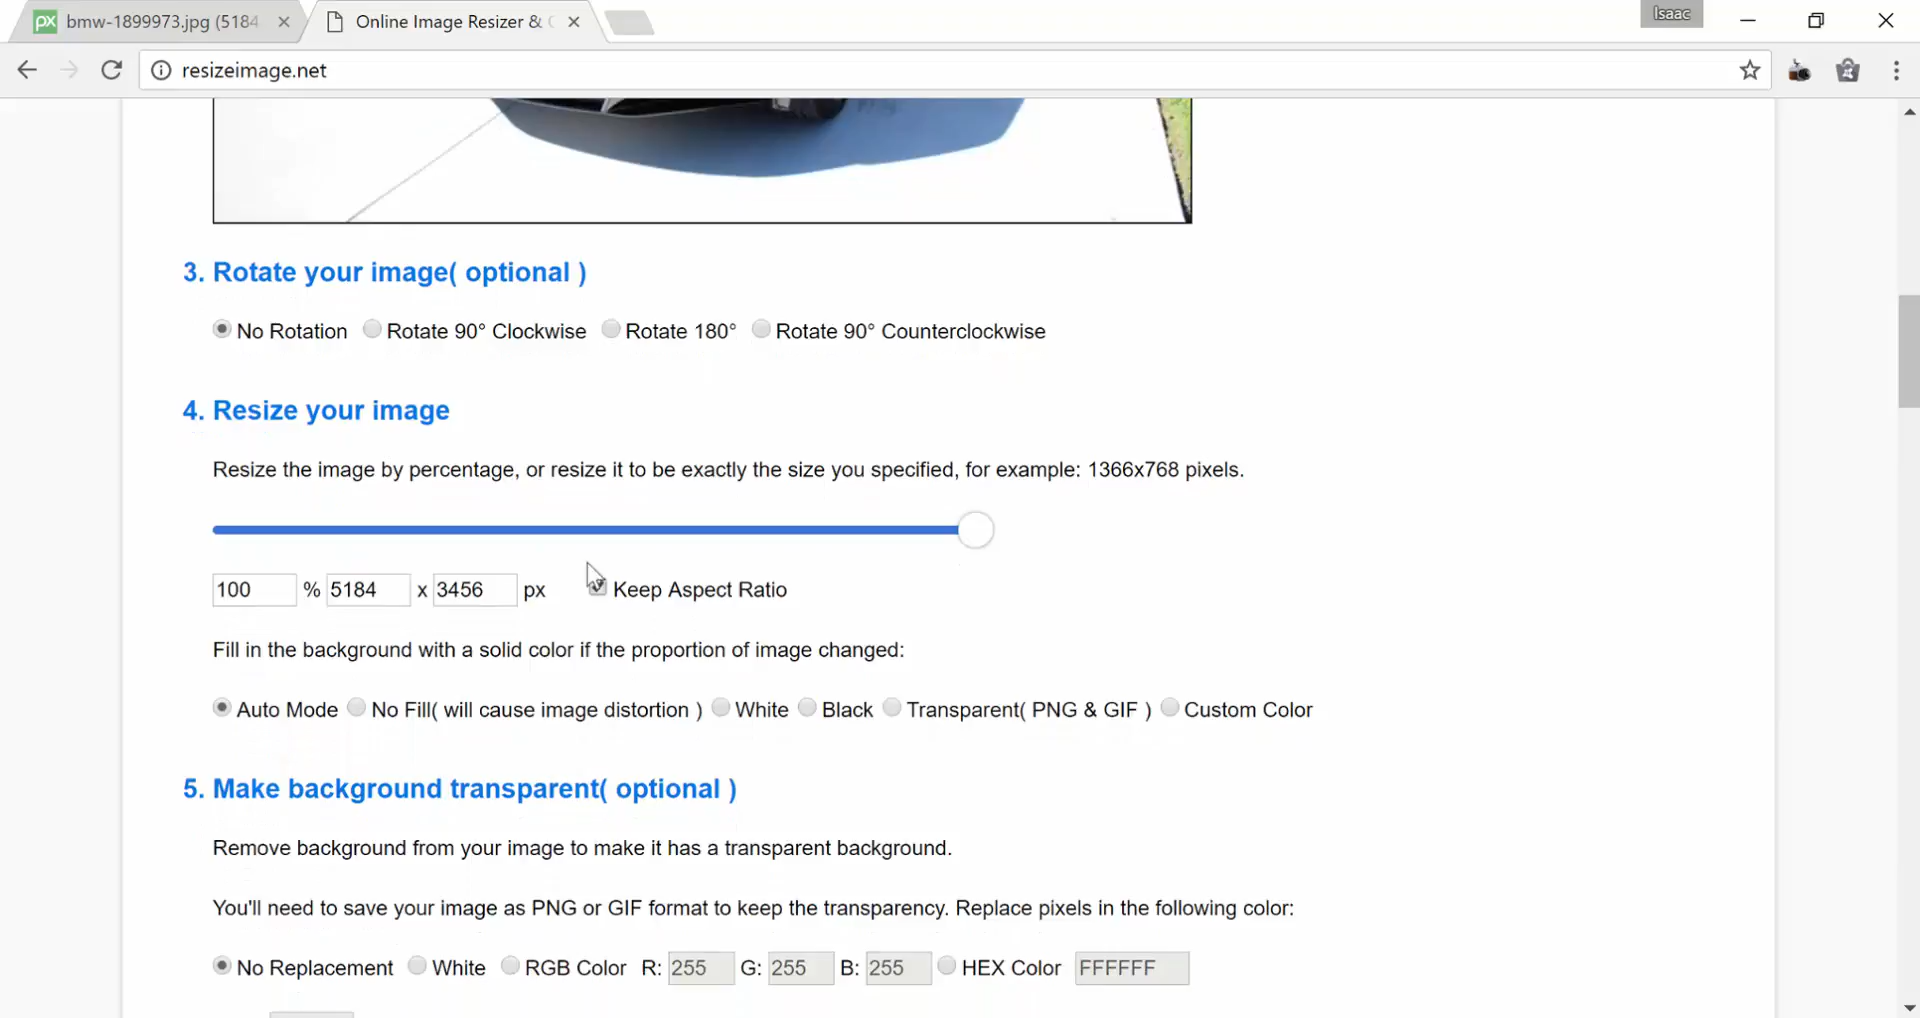 px bmw-1899973.jpg (5184 Online Image Resizer & Isaac
resizeimage.net
3. Rotate your image( optional )
No Rotation Rotate 90° Clockwise Rotate 180° Rotate 90° Counterclockwise
4. Resize your image
Resize the image by percentage, or resize it to be exactly the size you specified, for example: 1366x768 pixels.
100 % 5184 x 3456 px Keep Aspect Ratio
Fill in the background with a solid color if the proportion of image changed:
Auto Mode No Fill( will cause image distortion ) White Black Transparent( PNG & GIF ) Custom Color
5. Make background transparent( optional )
Remove background from your image to make it has a transparent background.
You'll need to save your image as PNG or GIF format to keep the transparency. Replace pixels in the following color:
No Replacement White RGB Color R: 255 G: 255 B: 255 HEX Color FFFFFF